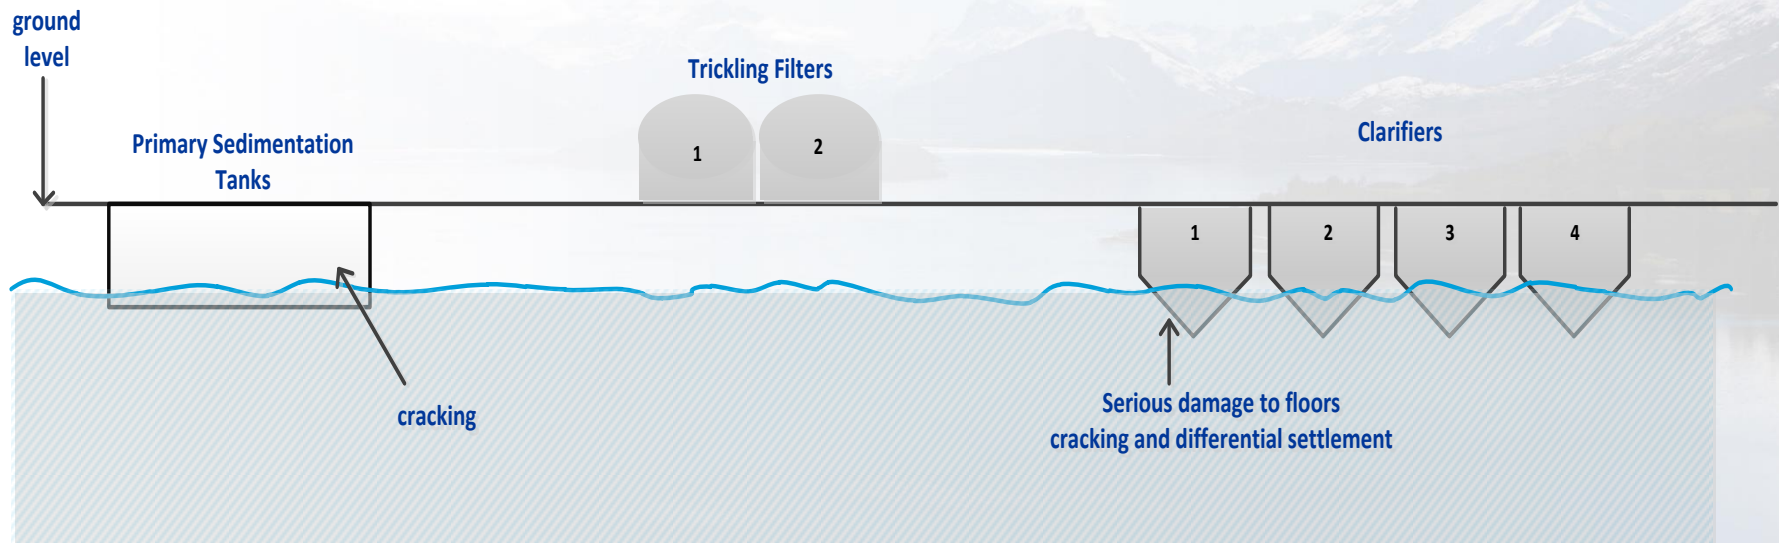 ground
level
Trickling Filters
Primary Sedimentation
Tanks
Clarifiers
1
2
1
2
3
4
cracking
Serious damage to floors
cracking and differential settlement